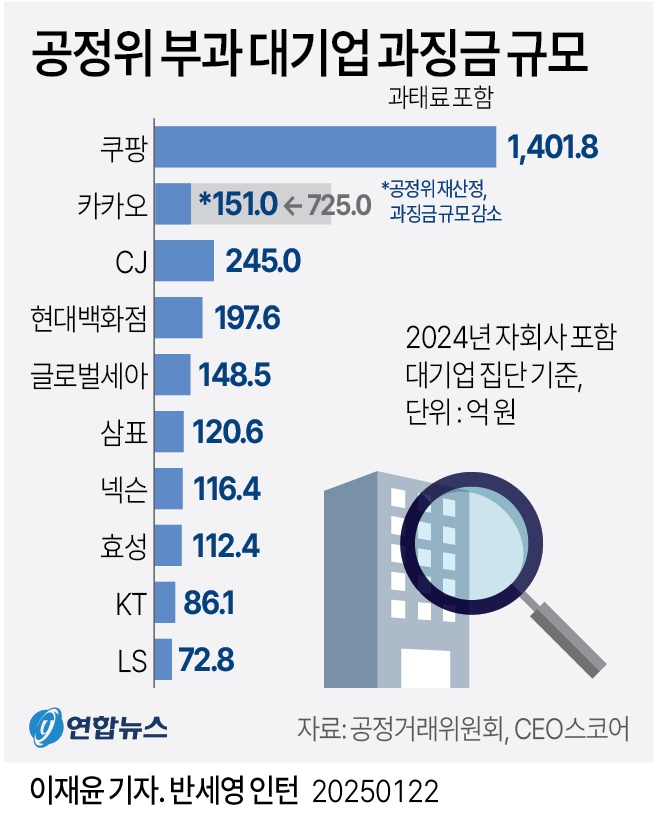 공정위 부과 대기업 과징금 규모
과태료 포함
쿠팡 1,401.8
카카오 *151.0 ← 725.0
*공정위 재산정,
과징금 규모 감소
CJ 245.0
현대백화점 197.6
글로벌세아 148.5
삼표 120.6
넥슨 116.4
효성 112.4
KT 86.1
LS 72.8
2024년 자회사 포함
대기업 집단 기준,
단위 : 억 원
연합뉴스
자료: 공정거래위원회, CEO스코어
이재윤 기자. 반세영 인턴 20250122